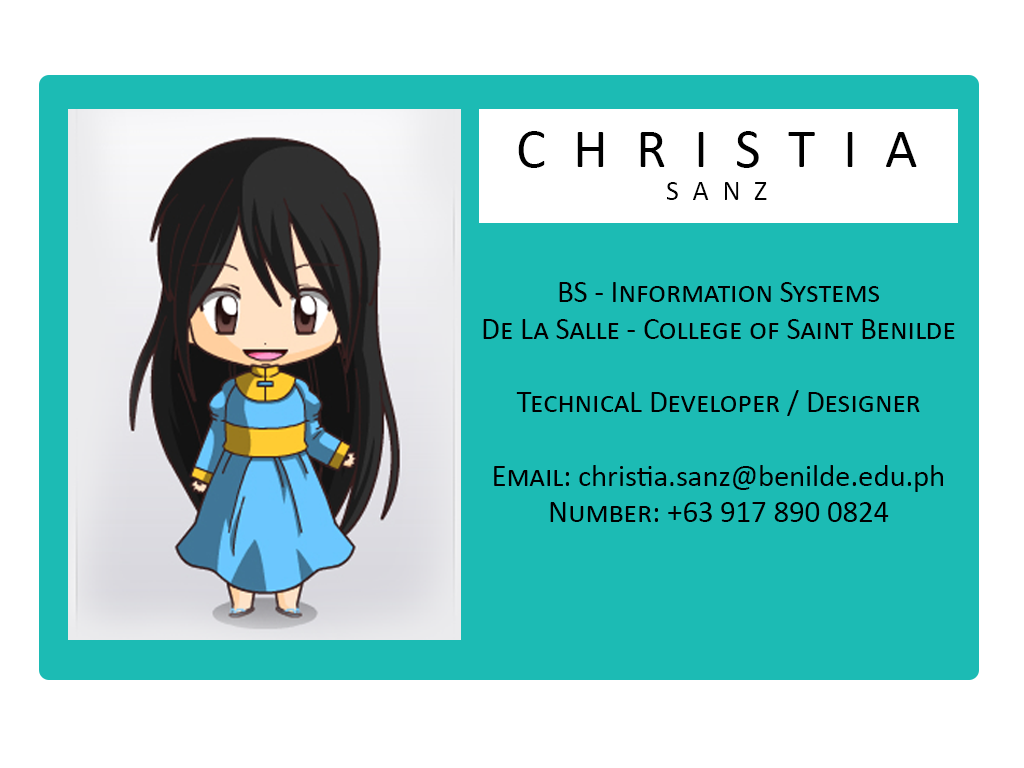 CHRISTIA
SANZ
BS - Information Systems
De La Salle - College of Saint Benilde
TechnicaL Developer / Designer
Email: christia.sanz@benilde.edu.ph
Number: +63 917 890 0824